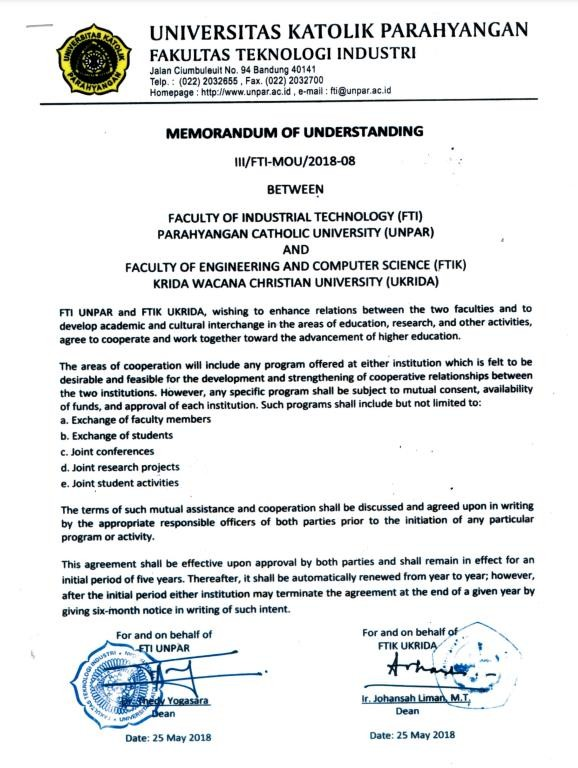 UNIVERSITAS KATOLIK PARAHYANGAN
FAKULTAS TEKNOLOGI INDUSTRI
Jalan Ciumbuleuit No. 94 Bandung 40141
Telp. : (022) 2032655 , Fax. (022) 2032700
Homepage : http://www.unpar.ac.id , e-mail : fti@unpar.ac.id
UNIVERSITAS KATOLIK
PARAHYANGAN
MEMORANDUM OF UNDERSTANDING
III/FTI-MOU/2018-08
BETWEEN
FACULTY OF INDUSTRIAL TECHNOLOGY (FTI)
PARAHYANGAN CATHOLIC UNIVERSITY (UNPAR)
AND
FACULTY OF ENGINEERING AND COMPUTER SCIENCE (FTIK)
KRIDA WACANA CHRISTIAN UNIVERSITY (UKRIDA)
FTI UNPAR and FTIK UKRIDA, wishing to enhance relations between the two faculties and to
develop academic and cultural interchange in the areas of education, research, and other activities,
agree to cooperate and work together toward the advancement of higher education.
The areas of cooperation will include any program offered at either institution which is felt to be
desirable and feasible for the development and strengthening of cooperative relationships between
the two institutions. However, any specific program shall be subject to mutual consent, availability
of funds, and approval of each institution. Such programs shall include but not limited to:
a. Exchange of faculty members
b. Exchange of students
c. Joint conferences
d. Joint research projects
e. Joint student activities
The terms of such mutual assistance and cooperation shall be discussed and agreed upon in writing
by the appropriate responsible officers of both parties prior to the initiation of any particular
program or activity.
This agreement shall be effective upon approval by both parties and shall remain in effect for an
initial period of five years. Thereafter, it shall be automatically renewed from year to year; however,
after the initial period either institution may terminate the agreement at the end of a given year by
giving six-month notice in writing of such intent.
For and on behalf of
FTI UNPAR
FAKULTAS TEKNOLOGI INDUSTRI
Thedy Yogasara
Dean
Date: 25 May 2018
For and on behalf of
FTIK UKRIDA
Ir. Johansah Liman, M.T.
Dean
Date: 25 May 2018